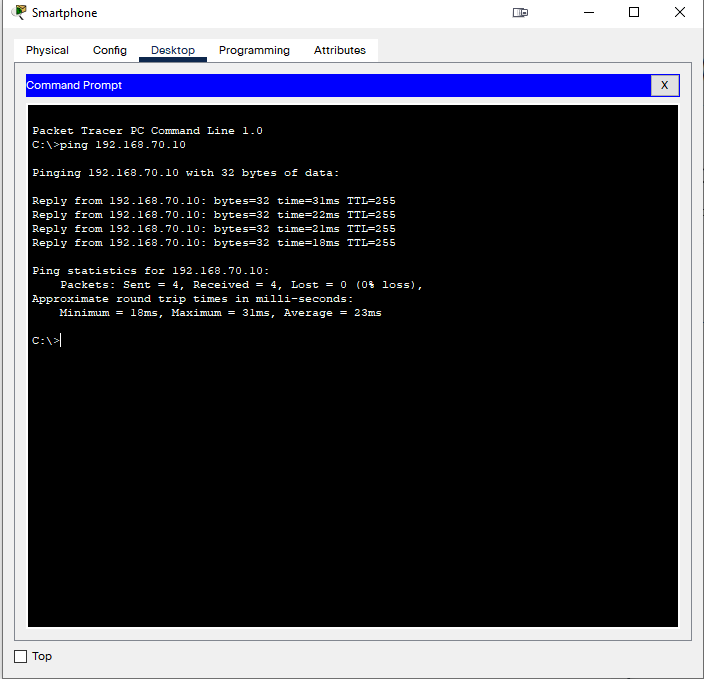 Smartphone
Physical Config Desktop Programming Attributes
Command Prompt X
Packet Tracer PC Command Line 1.0
C:\>ping 192.168.70.10
Pinging 192.168.70.10 with 32 bytes of data:
Reply from 192.168.70.10: bytes=32 time=31ms TTL=255
Reply from 192.168.70.10: bytes=32 time=22ms TTL=255
Reply from 192.168.70.10: bytes=32 time=21ms TTL=255
Reply from 192.168.70.10: bytes=32 time=18ms TTL=255
Ping statistics for 192.168.70.10:
Packets: Sent = 4, Received = 4, Lost = 0 (0% loss),
Approximate round trip times in milli-seconds:
Minimum = 18ms, Maximum = 31ms, Average = 23ms
C:\>
Top